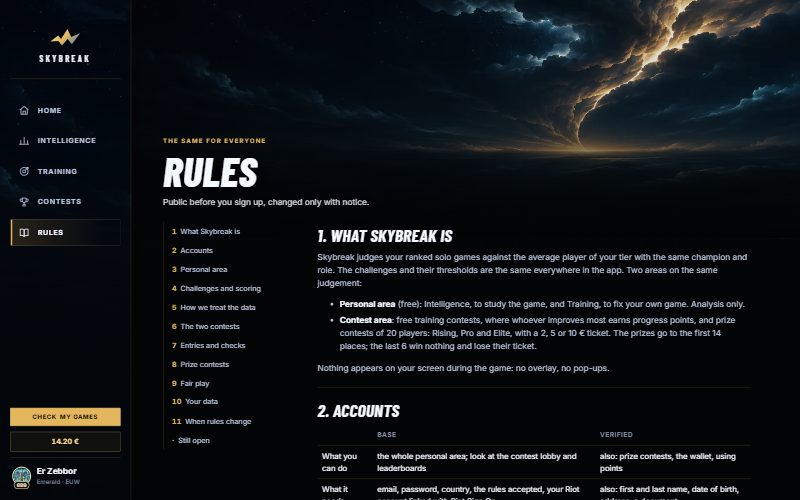 SKYBREAK
HOME
INTELLIGENCE
TRAINING
CONTESTS
RULES
CHECK MY GAMES
14.20 €
Er Zebbor
Emerald · EUW
THE SAME FOR EVERYONE
RULES
Public before you sign up, changed only with notice.
1 What Skybreak is
2 Accounts
3 Personal area
4 Challenges and scoring
5 How we treat the data
6 The two contests
7 Entries and checks
8 Prize contests
9 Fair play
10 Your data
11 When rules change
· Still open
1. WHAT SKYBREAK IS
Skybreak judges your ranked solo games against the average player of your tier with the same champion and
role. The challenges and their thresholds are the same everywhere in the app. Two areas on the same
judgement:
• Personal area (free): Intelligence, to study the game, and Training, to fix your own game. Analysis only.
• Contest area: free training contests, where whoever improves most earns progress points, and prize
contests of 20 players: Rising, Pro and Elite, with a 2, 5 or 10 € ticket. The prizes go to the first 14
places; the last 6 win nothing and lose their ticket.
Nothing appears on your screen during the game: no overlay, no pop-ups.
2. ACCOUNTS
BASE VERIFIED
What you the whole personal area; look at the contest lobby and also: prize contests, the wallet, using
can do leaderboards points
What it email, password, country, the rules accepted, your Riot also: first and last name, date of birth,